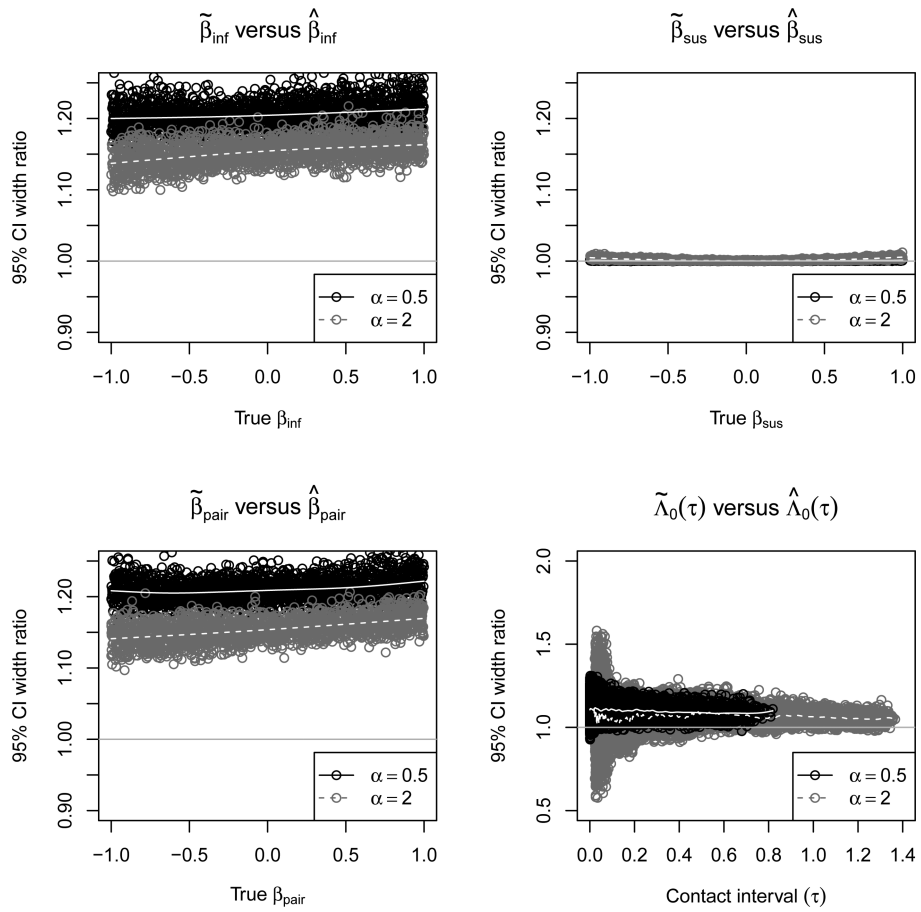 β̃inf versus β̂inf
95% CI width ratio
0.90 1.00 1.10 1.20
α = 0.5
α = 2
−1.0 −0.5 0.0 0.5 1.0
True βinf
β̃sus versus β̂sus
95% CI width ratio
0.90 1.00 1.10 1.20
α = 0.5
α = 2
−1.0 −0.5 0.0 0.5 1.0
True βsus
β̃pair versus β̂pair
95% CI width ratio
0.90 1.00 1.10 1.20
α = 0.5
α = 2
−1.0 −0.5 0.0 0.5 1.0
True βpair
Λ̃0(τ) versus Λ̂0(τ)
95% CI width ratio
0.5 1.0 1.5 2.0
α = 0.5
α = 2
0.0 0.2 0.4 0.6 0.8 1.0 1.2 1.4
Contact interval (τ)